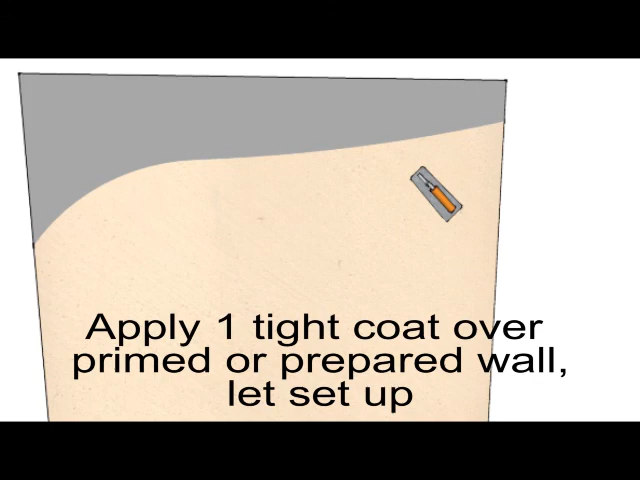 Apply 1 tight coat over
primed or prepared wall,
let set up